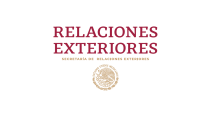 RELACIONES
EXTERIORES
SECRETARÍA DE RELACIONES EXTERIORES